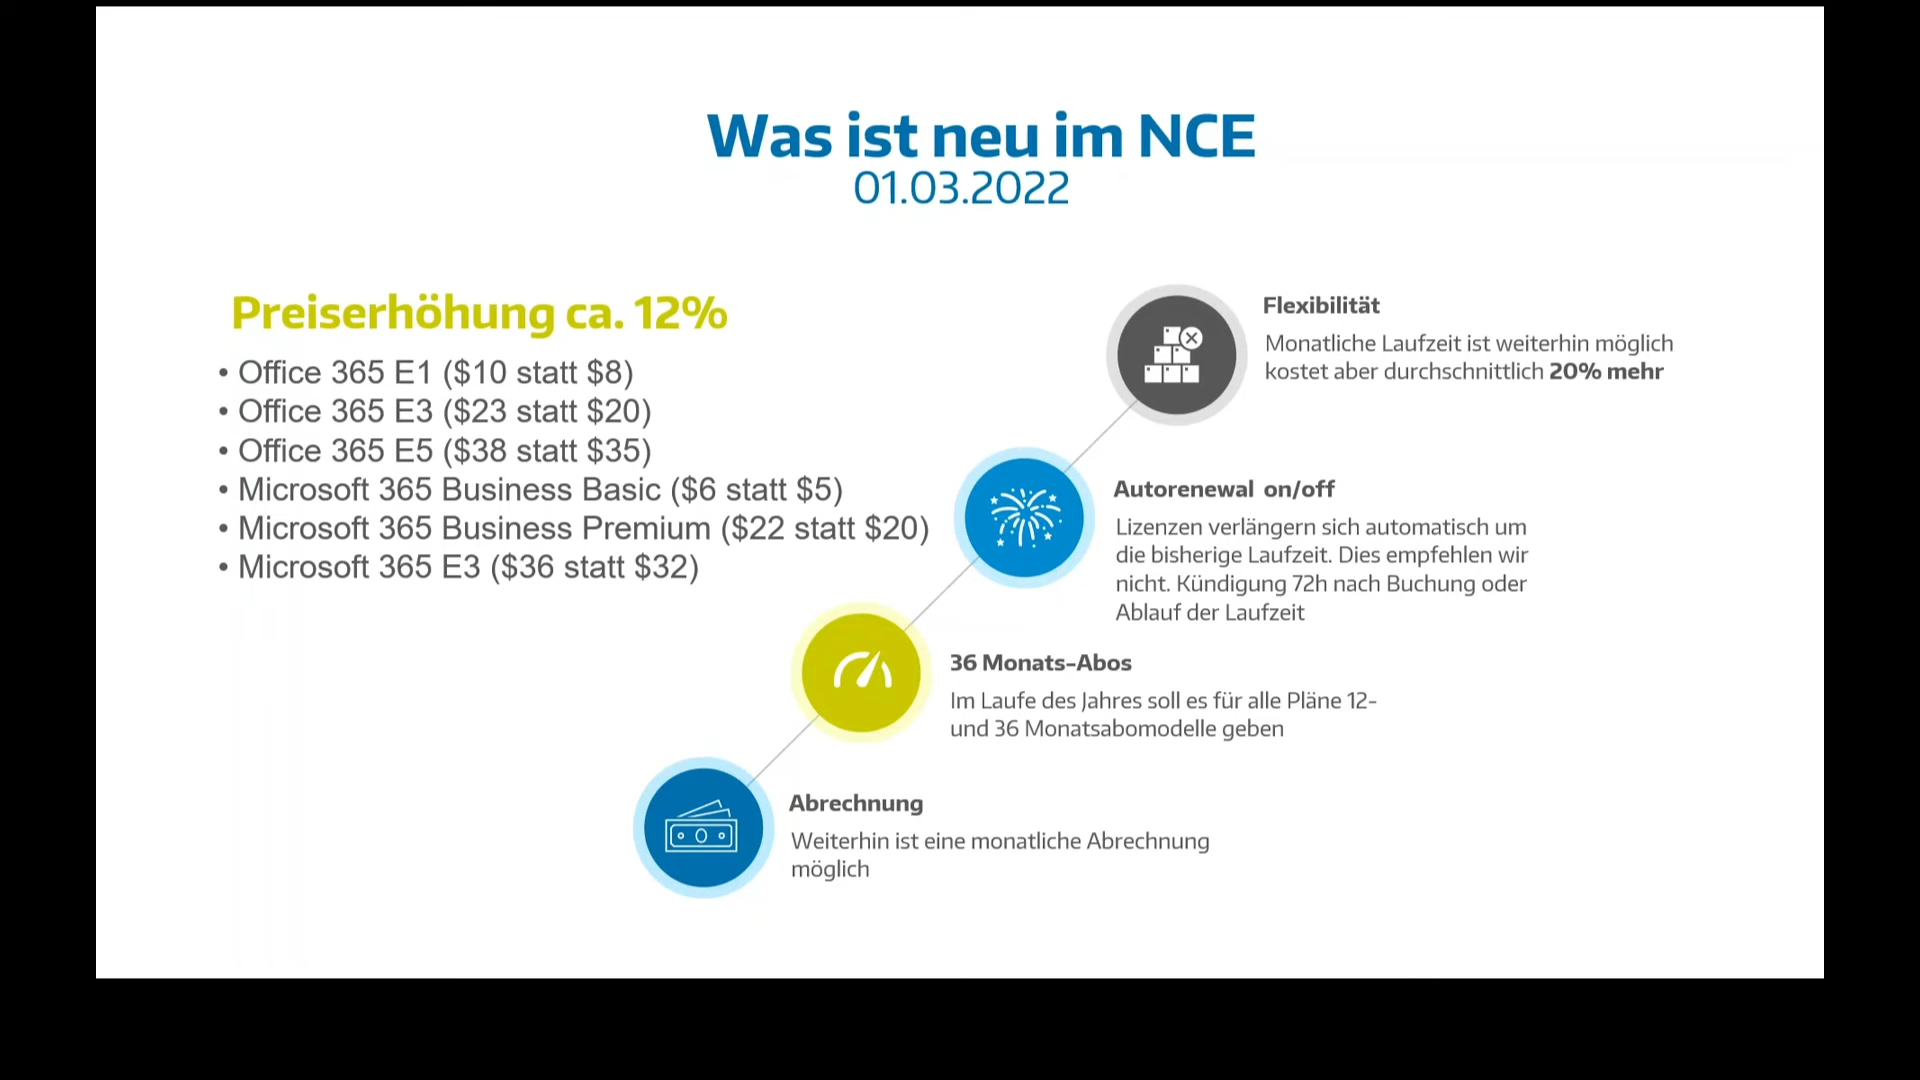 Was ist neu im NCE
01.03.2022
Preiserhöhung ca. 12%
• Office 365 E1 ($10 statt $8)
• Office 365 E3 ($23 statt $20)
• Office 365 E5 ($38 statt $35)
• Microsoft 365 Business Basic ($6 statt $5)
• Microsoft 365 Business Premium ($22 statt $20)
• Microsoft 365 E3 ($36 statt $32)
Flexibilität
Monatliche Laufzeit ist weiterhin möglich
kostet aber durchschnittlich 20% mehr
Autorenewal on/off
Lizenzen verlängern sich automatisch um
die bisherige Laufzeit. Dies empfehlen wir
nicht. Kündigung 72h nach Buchung oder
Ablauf der Laufzeit
36 Monats-Abos
Im Laufe des Jahres soll es für alle Pläne 12-
und 36 Monatsabomodelle geben
Abrechnung
Weiterhin ist eine monatliche Abrechnung
möglich